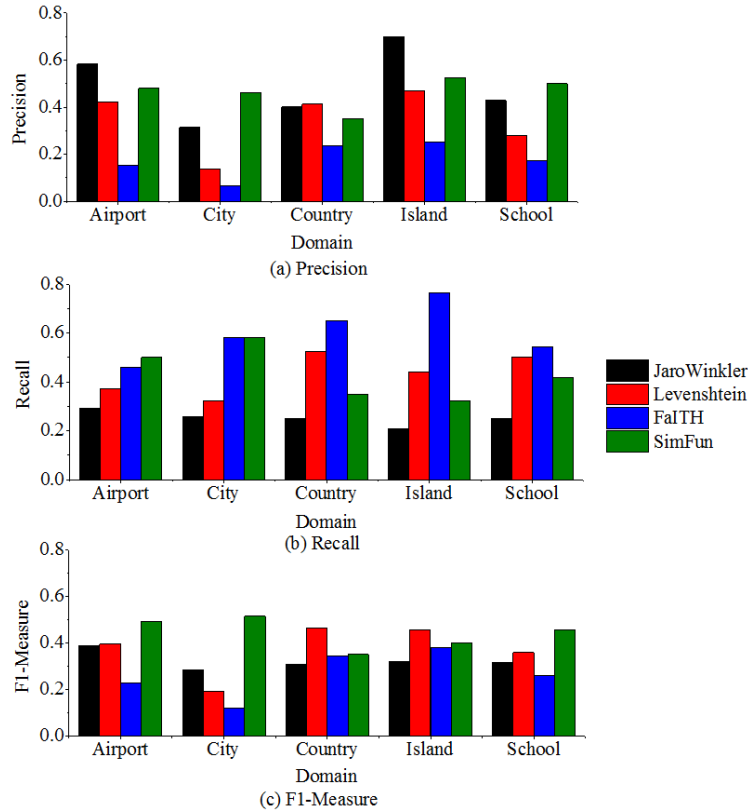 0.8
0.6
0.4
0.2
0.0
Precision
Airport City Country Island School
Domain
(a) Precision
0.8
0.6
0.4
0.2
0.0
Recall
Airport City Country Island School
Domain
(b) Recall
JaroWinkler
Levenshtein
FaITH
SimFun
0.8
0.6
0.4
0.2
0.0
F1-Measure
Airport City Country Island School
Domain
(c) F1-Measure